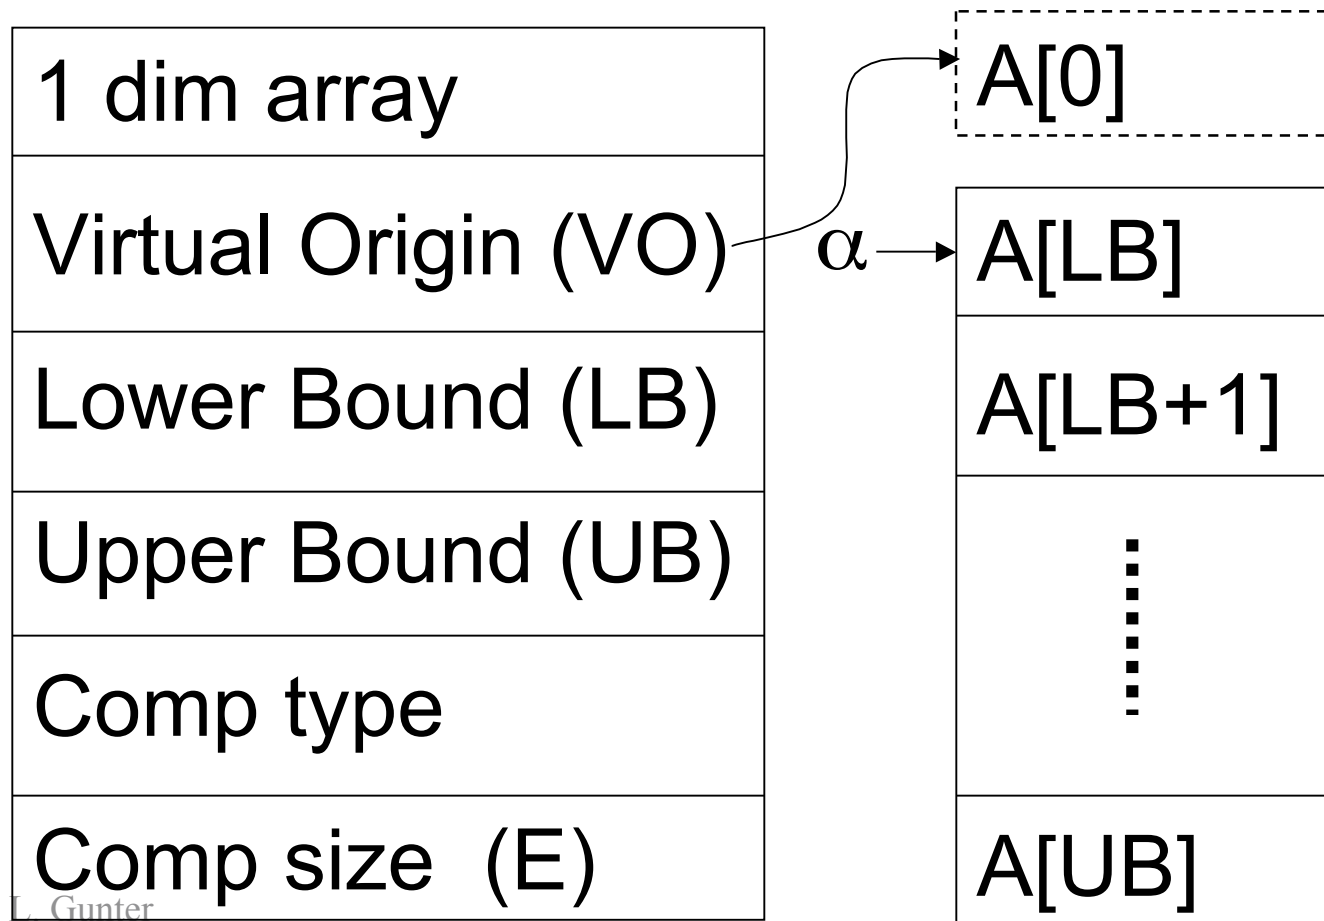 1 dim array
Virtual Origin (VO)
Lower Bound (LB)
Upper Bound (UB)
Comp type
Comp size (E)
L. Gunter
A[0]
α
A[LB]
A[LB+1]
A[UB]